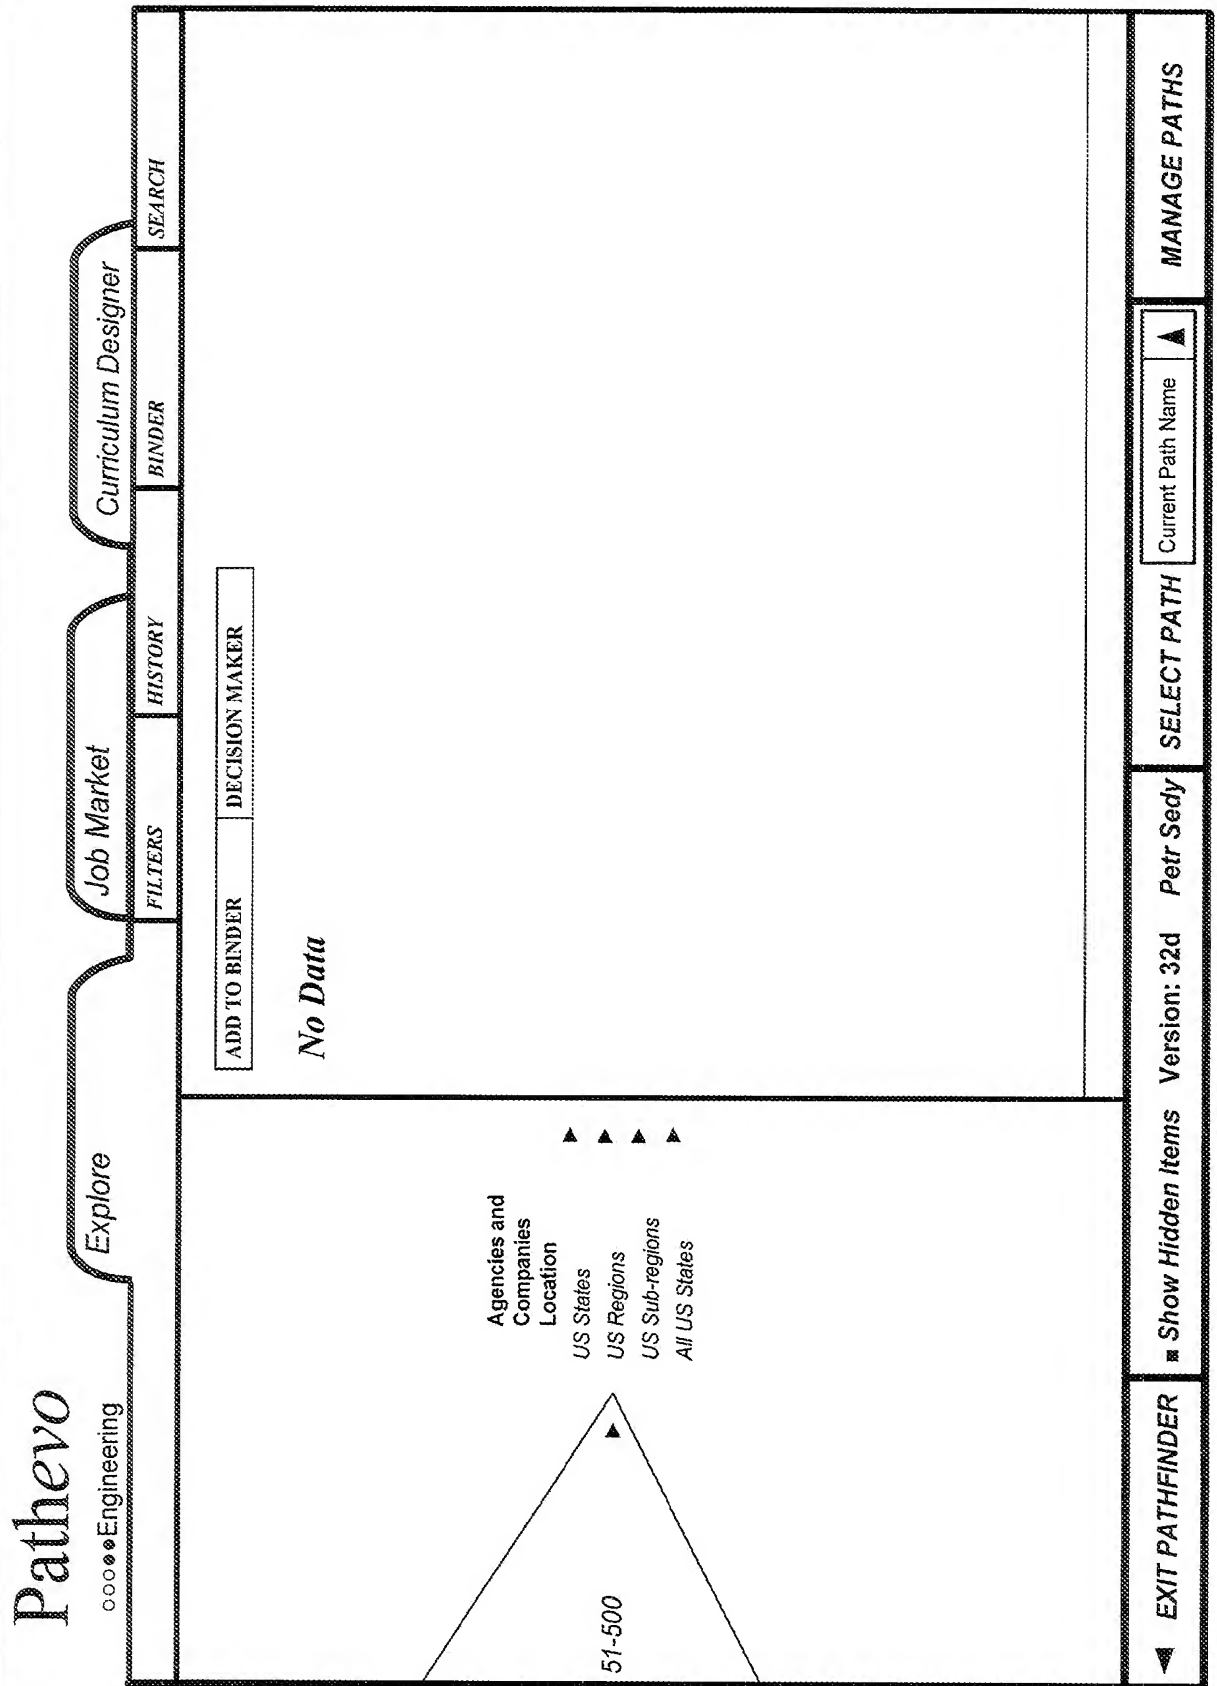 Pathevo
Engineering
Explore
Job Market
Curriculum Designer
FILTERS
HISTORY
BINDER
SEARCH
ADD TO BINDER
DECISION MAKER
No Data
Agencies and
Companies
Location
US States
US Regions
US Sub-regions
All US States
51-500
EXIT PATHFINDER
Show Hidden Items
Version: 32d
Petr Sedy
SELECT PATH
Current Path Name
MANAGE PATHS